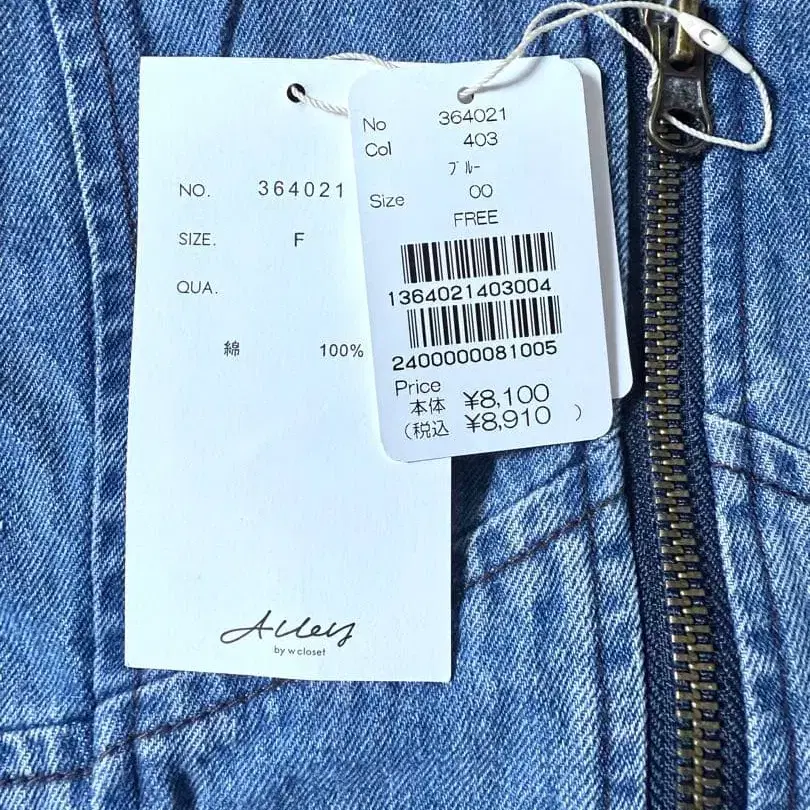 NO. 364021
SIZE. F
QUA.
綿 100%
Alley
by w closet
No 364021
Col 403
ﾌﾞﾙｰ
Size 00
FREE
1364021403004
2400000081005
Price
本体 ¥8,100
(税込 ¥8,910 )